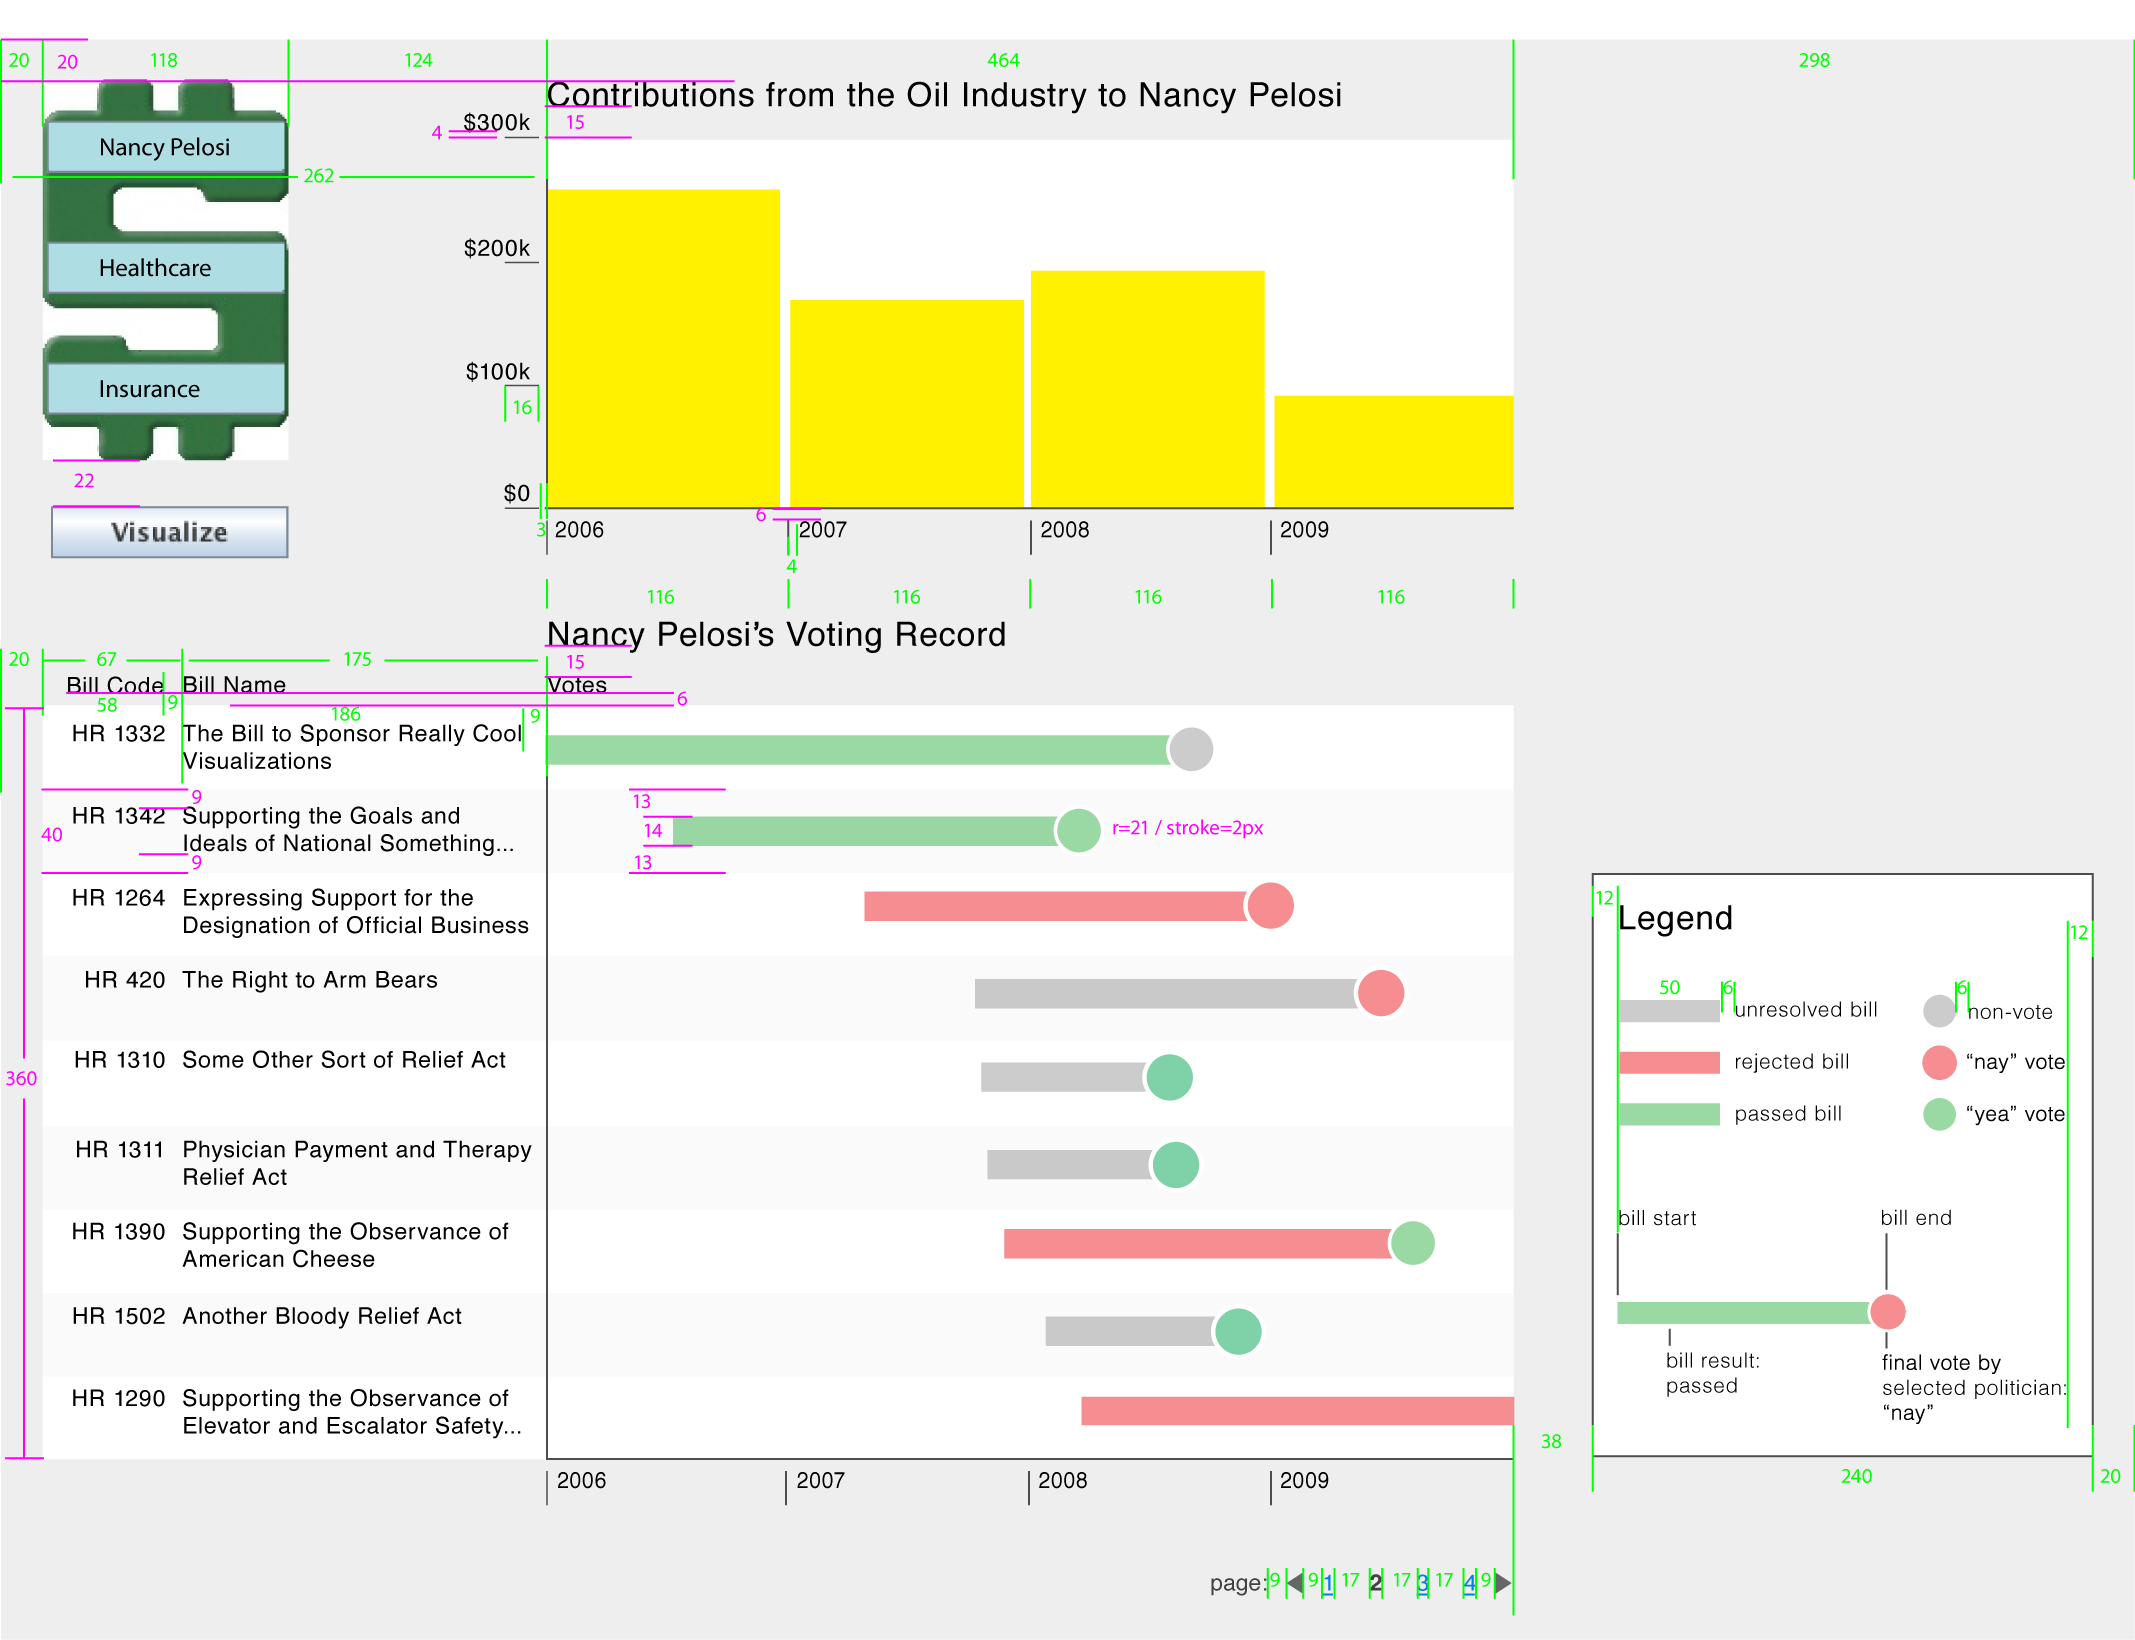 20
20
118
124
464
298
Contributions from the Oil Industry to Nancy Pelosi
$300k
4
15
Nancy Pelosi
262
$200k
Healthcare
$100k
Insurance
16
22
$0
6
3
Visualize
2006
2007
2008
2009
4
116
116
116
116
Nancy Pelosi’s Voting Record
20
67
175
15
Bill Code
Bill Name
Votes
58
9
186
9
6
HR 1332
The Bill to Sponsor Really Cool
Visualizations
9
40
HR 1342
Supporting the Goals and
Ideals of National Something...
9
13
14
13
r=21 / stroke=2px
HR 1264
Expressing Support for the
Designation of Official Business
HR 420
The Right to Arm Bears
HR 1310
Some Other Sort of Relief Act
360
HR 1311
Physician Payment and Therapy
Relief Act
HR 1390
Supporting the Observance of
American Cheese
HR 1502
Another Bloody Relief Act
HR 1290
Supporting the Observance of
Elevator and Escalator Safety...
2006
2007
2008
2009
12
Legend
12
50
6
6
unresolved bill
non-vote
rejected bill
“nay” vote
passed bill
“yea” vote
bill start
bill end
bill result:
passed
final vote by
selected politician:
“nay”
38
240
20
page: 9 9 1 17 2 17 3 17 4 9